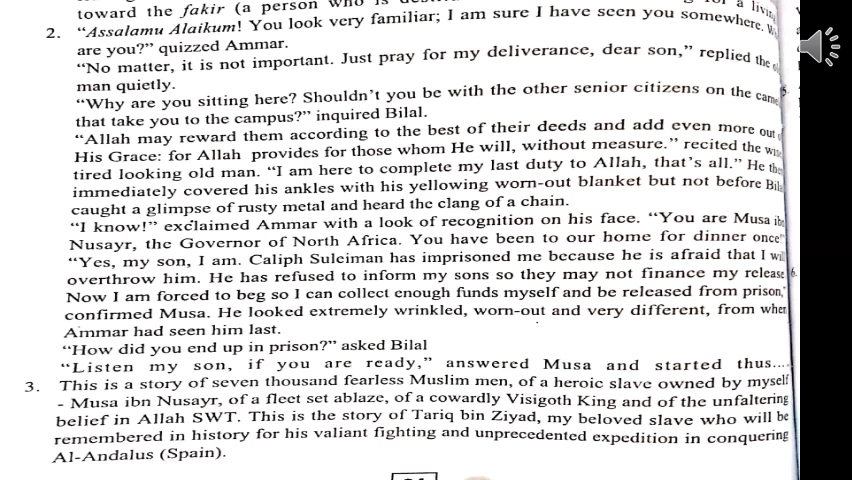 toward the fakir (a person who is
a
2. "Assalamu Alaikum! You look very familiar; I am sure I have seen you somewhere.
are you?" quizzed Ammar.
"No matter, it is not important. Just pray for my deliverance, dear son," replied the
man quietly.
"Why are you sitting here? Shouldn't you be with the other senior citizens on the
that take you to the campus?" inquired Bilal.
"Allah may reward them according to the best of their deeds and add even more out
His Grace: for Allah provides for those whom He will, without measure." recited the
tired looking old man. "I am here to complete my last duty to Allah, that's all." He
immediately covered his ankles with his yellowing worn-out blanket but not before
caught a glimpse of rusty metal and heard the clang of a chain.
"I know!" exclaimed Ammar with a look of recognition on his face. "You are Musa
Nusayr, the Governor of North Africa. You have been to our home for dinner once"
"Yes, my son, I am. Caliph Suleiman has imprisoned me because he is afraid that I
overthrow him. He has refused to inform my sons so they may not finance my release
Now I am forced to beg so I can collect enough funds myself and be released from prison,"
confirmed Musa. He looked extremely wrinkled, worn-out and very different, from when
Ammar had seen him last.
"How did you end up in prison?" asked Bilal
"Listen my son, if you are ready," answered Musa and started thus....
3. This is a story of seven thousand fearless Muslim men, of a heroic slave owned by myself
- Musa ibn Nusayr, of a fleet set ablaze, of a cowardly Visigoth King and of the unfaltering
belief in Allah SWT. This is the story of Tariq bin Ziyad, my beloved slave who will be
remembered in history for his valiant fighting and unprecedented expedition in conquering
Al-Andalus (Spain).